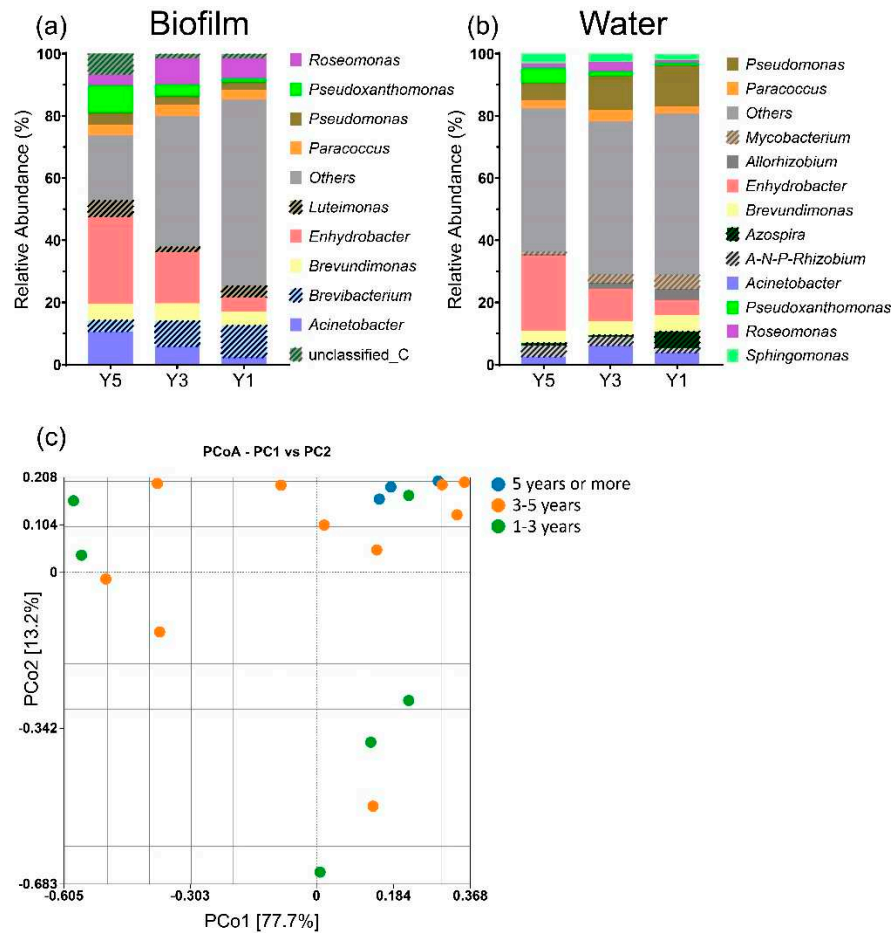 (a) Biofilm
Relative Abundance (%)
100
80
60
40
20
0
Y5 Y3 Y1
Roseomonas
Pseudoxanthomonas
Pseudomonas
Paracoccus
Others
Luteimonas
Enhydrobacter
Brevundimonas
Brevibacterium
Acinetobacter
unclassified_C
(b) Water
Relative Abundance (%)
100
80
60
40
20
0
Y5 Y3 Y1
Pseudomonas
Paracoccus
Others
Mycobacterium
Allorhizobium
Enhydrobacter
Brevundimonas
Azospira
A-N-P-Rhizobium
Acinetobacter
Pseudoxanthomonas
Roseomonas
Sphingomonas
(c)
PCoA - PC1 vs PC2
PCo2 [13.2%]
0.208
0.104
0
-0.342
-0.683
-0.605 -0.303 0 0.184 0.368
PCo1 [77.7%]
5 years or more
3-5 years
1-3 years